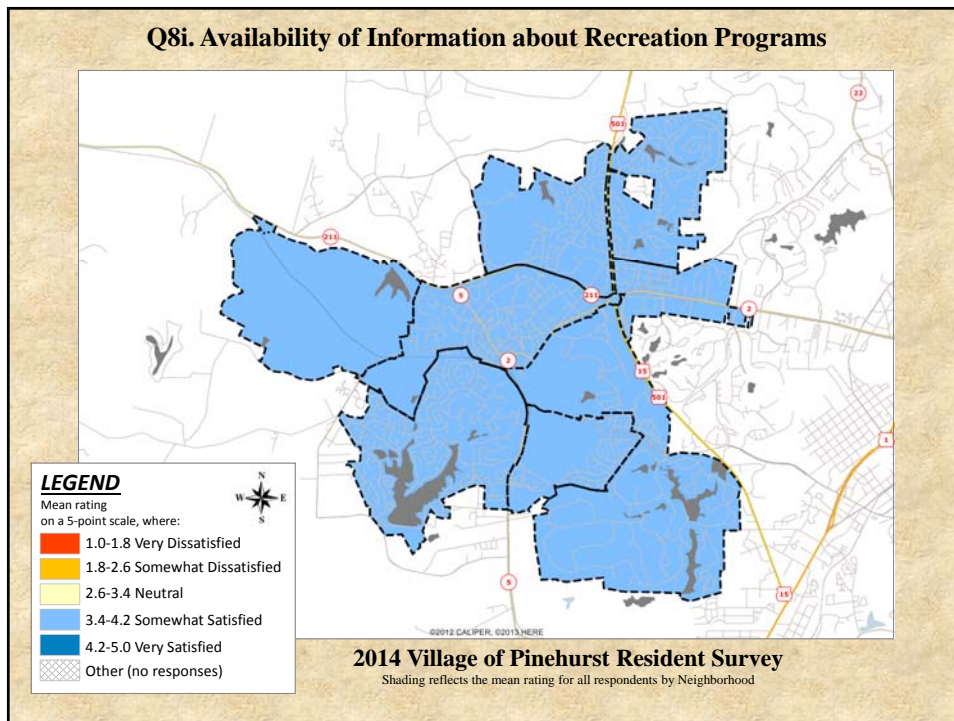 Q8i. Availability of Information about Recreation Programs
501
22
211
5
211
2
2
15
501
1
15
5
LEGEND
Mean rating
on a 5-point scale, where:
N
W E
S
1.0-1.8 Very Dissatisfied
1.8-2.6 Somewhat Dissatisfied
2.6-3.4 Neutral
3.4-4.2 Somewhat Satisfied
4.2-5.0 Very Satisfied
Other (no responses)
©2012 CALIPER, ©2013 HERE
2014 Village of Pinehurst Resident Survey
Shading reflects the mean rating for all respondents by Neighborhood